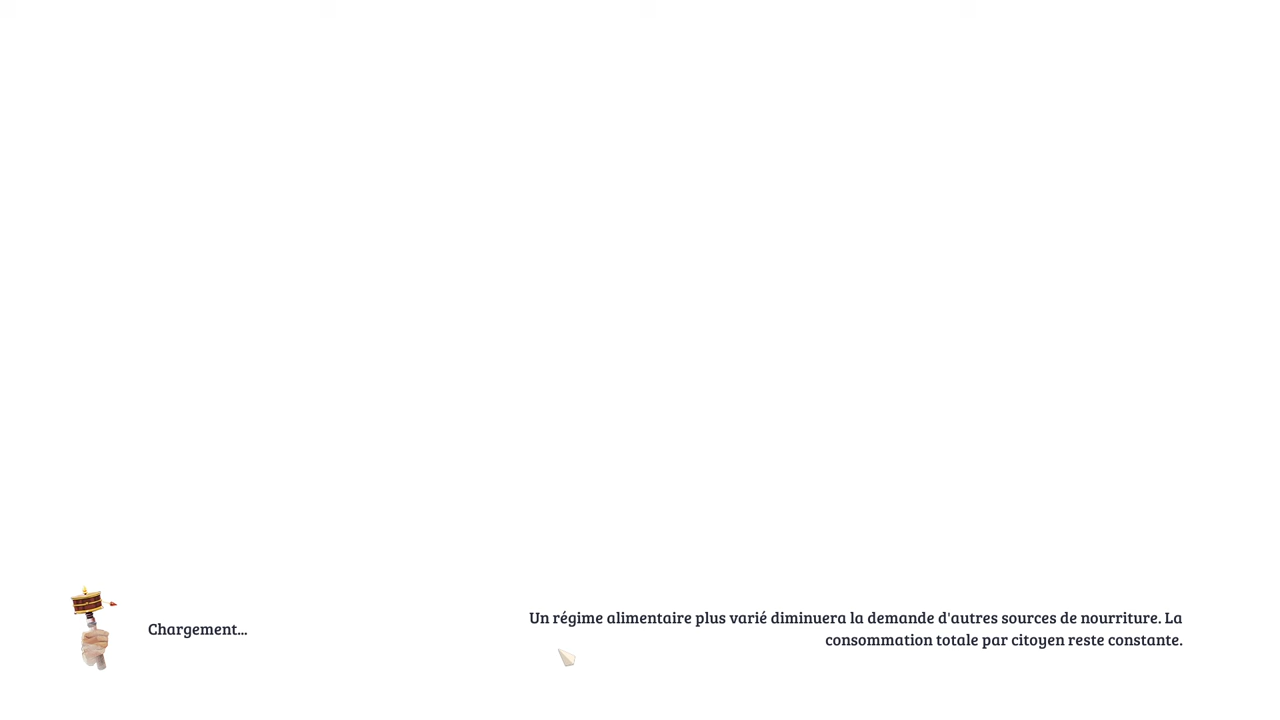 Chargement...
Un régime alimentaire plus varié diminuera la demande d'autres sources de nourriture. La
consommation totale par citoyen reste constante.